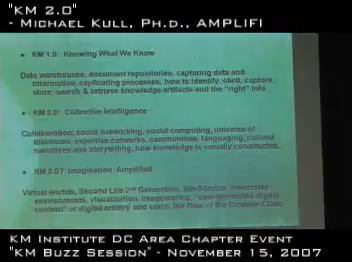 "KM 2.0"
- Michael Kull, Ph.D., AMPLIFI
• KM 1.0: Knowing What We Know
Data warehouses, document repositories, capturing data and
information, explicating processes, how to identify, elicit, capture,
store, search & retrieve knowledge artifacts and the "right" info.
• KM 2.0: Collective Intelligence
Collaboration, social networking, social computing, universe of
discourse, expertise networks, communities, languaging, cultural
narratives and storytelling, how knowledge is socially constructed.
• KM 2.0? Imagination: Amplified
Virtual worlds, Second Life 2nd Generation, immersive
environments, visualization, Imagineering, "user-generated digital
content" or digital artistry and voice, the Rise of the Creative Class.
KM Institute DC Area Chapter Event
"KM Buzz Session" - November 15, 2007